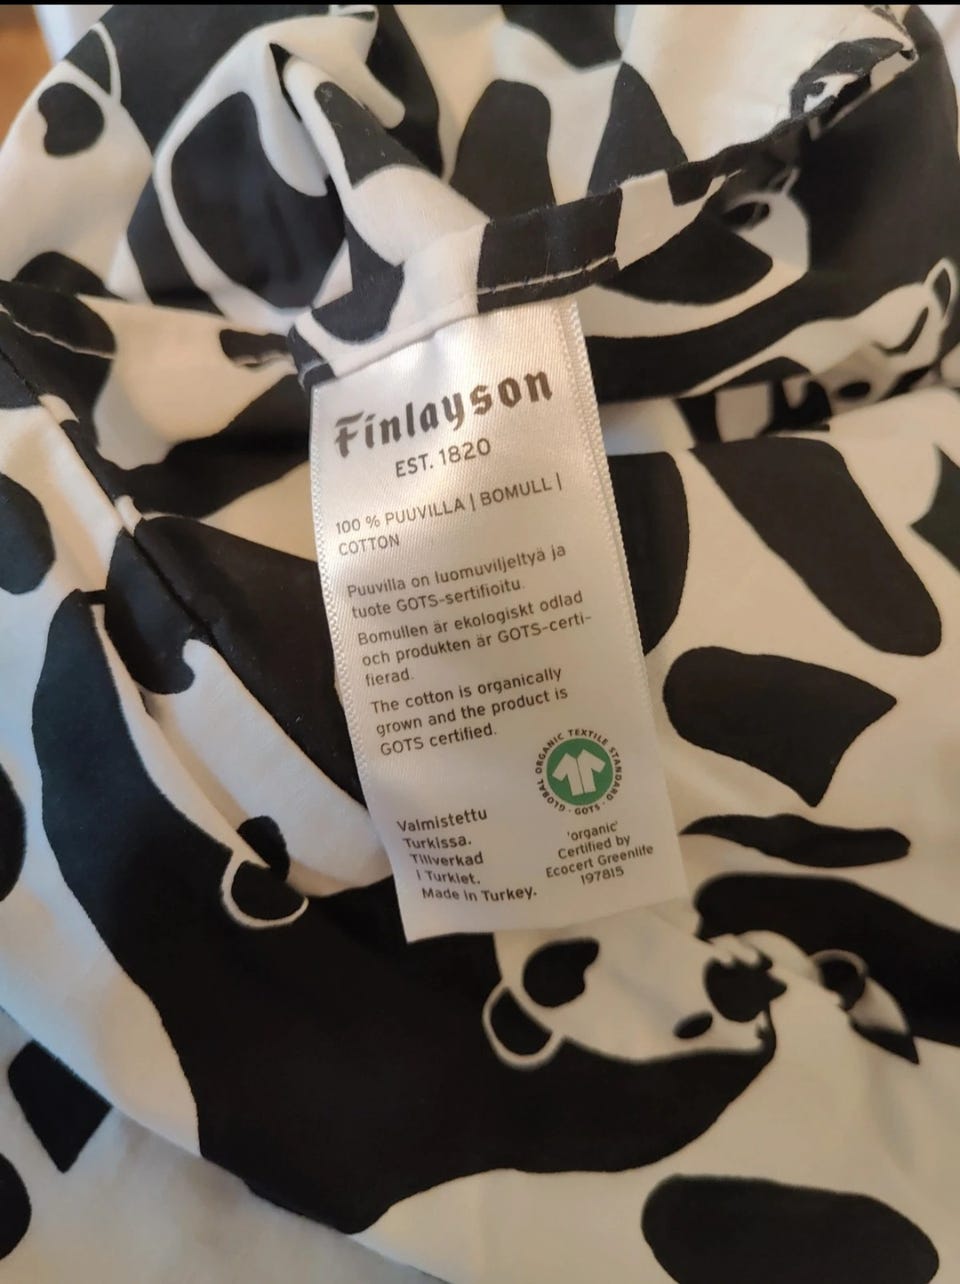 Finlayson
EST. 1820
100 % PUUVILLA | BOMULL |
COTTON
Puuvilla on luomuviljeltyä ja
tuote GOTS-sertifioitu.
Bomullen är ekologiskt odlad
och produkten är GOTS-certi-
fierad.
The cotton is organically
grown and the product is
GOTS certified.
GLOBAL ORGANIC TEXTILE STANDARD
· GOTS ·
Valmistettu
Turkissa.
Tillverkad
i Turkiet.
Made in Turkey.
'organic'
Certified by
Ecocert Greenlife
197815